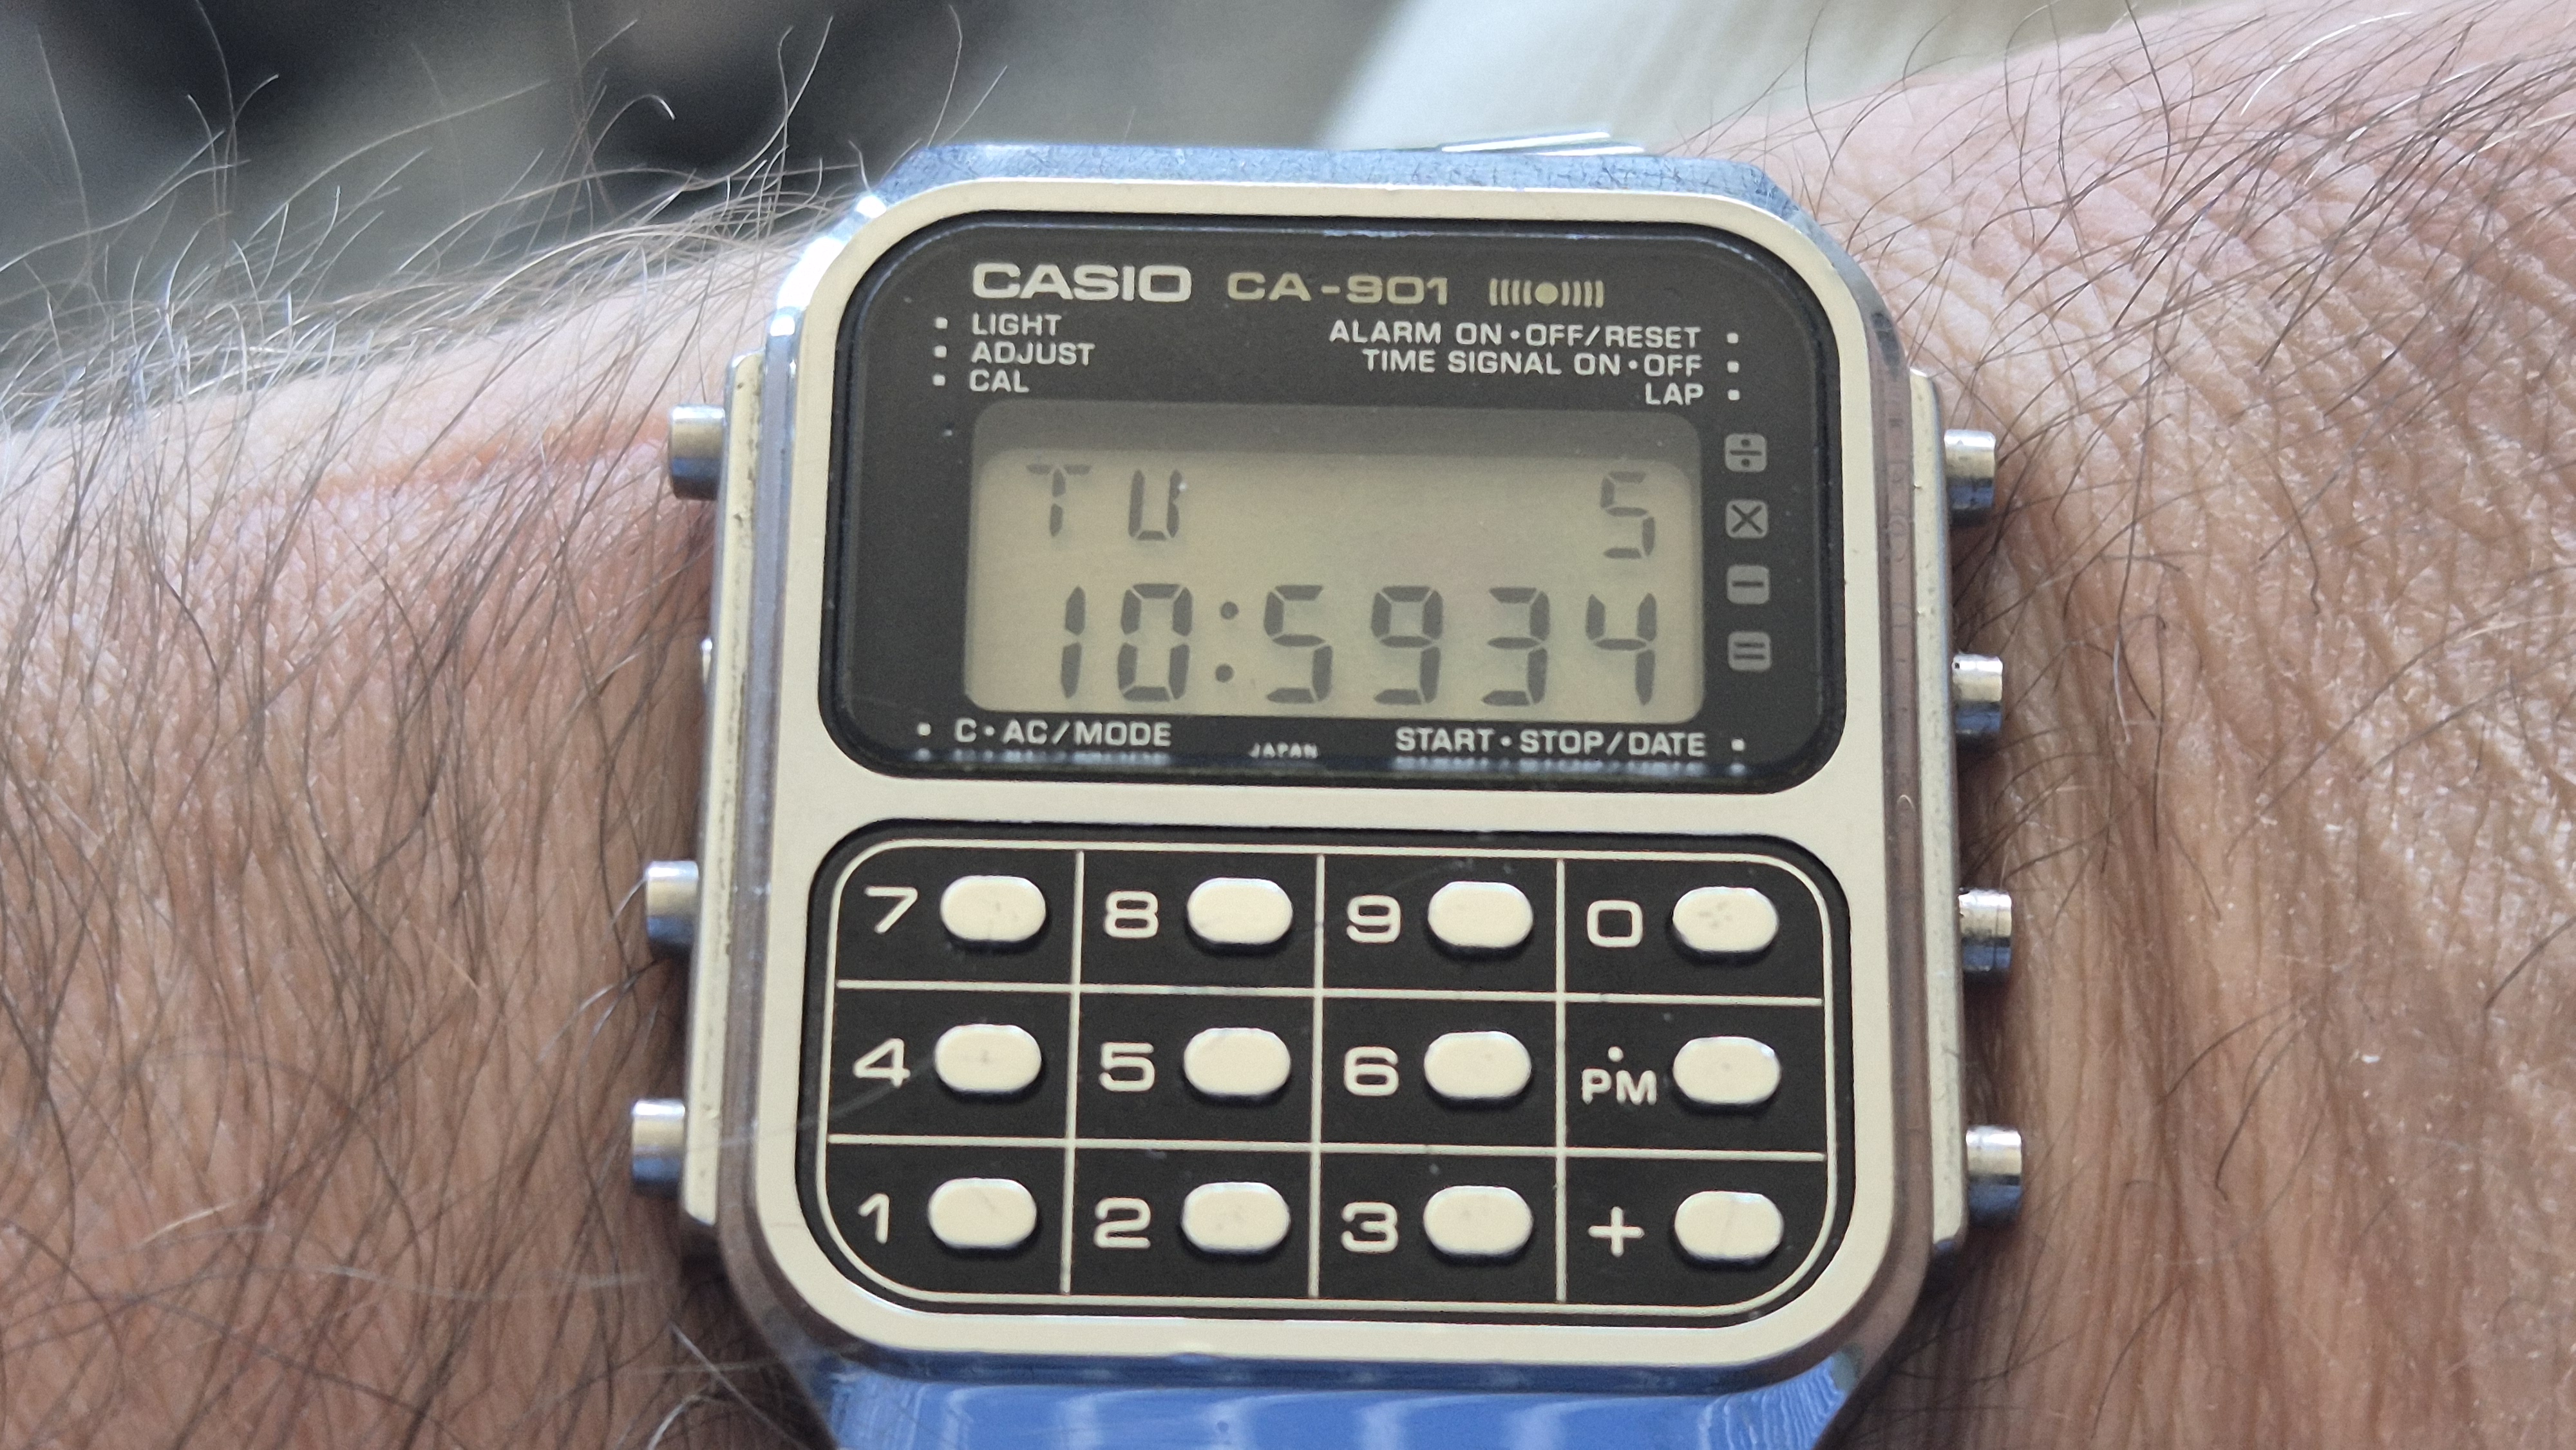 CASIO CA-901
LIGHT
ADJUST
CAL
ALARM ON•OFF/RESET
TIME SIGNAL ON•OFF
LAP
÷
×
−
=
TU 5
10:5934
C•AC/MODE
JAPAN
START•STOP/DATE
7 8 9 0
4 5 6 •PM
1 2 3 +